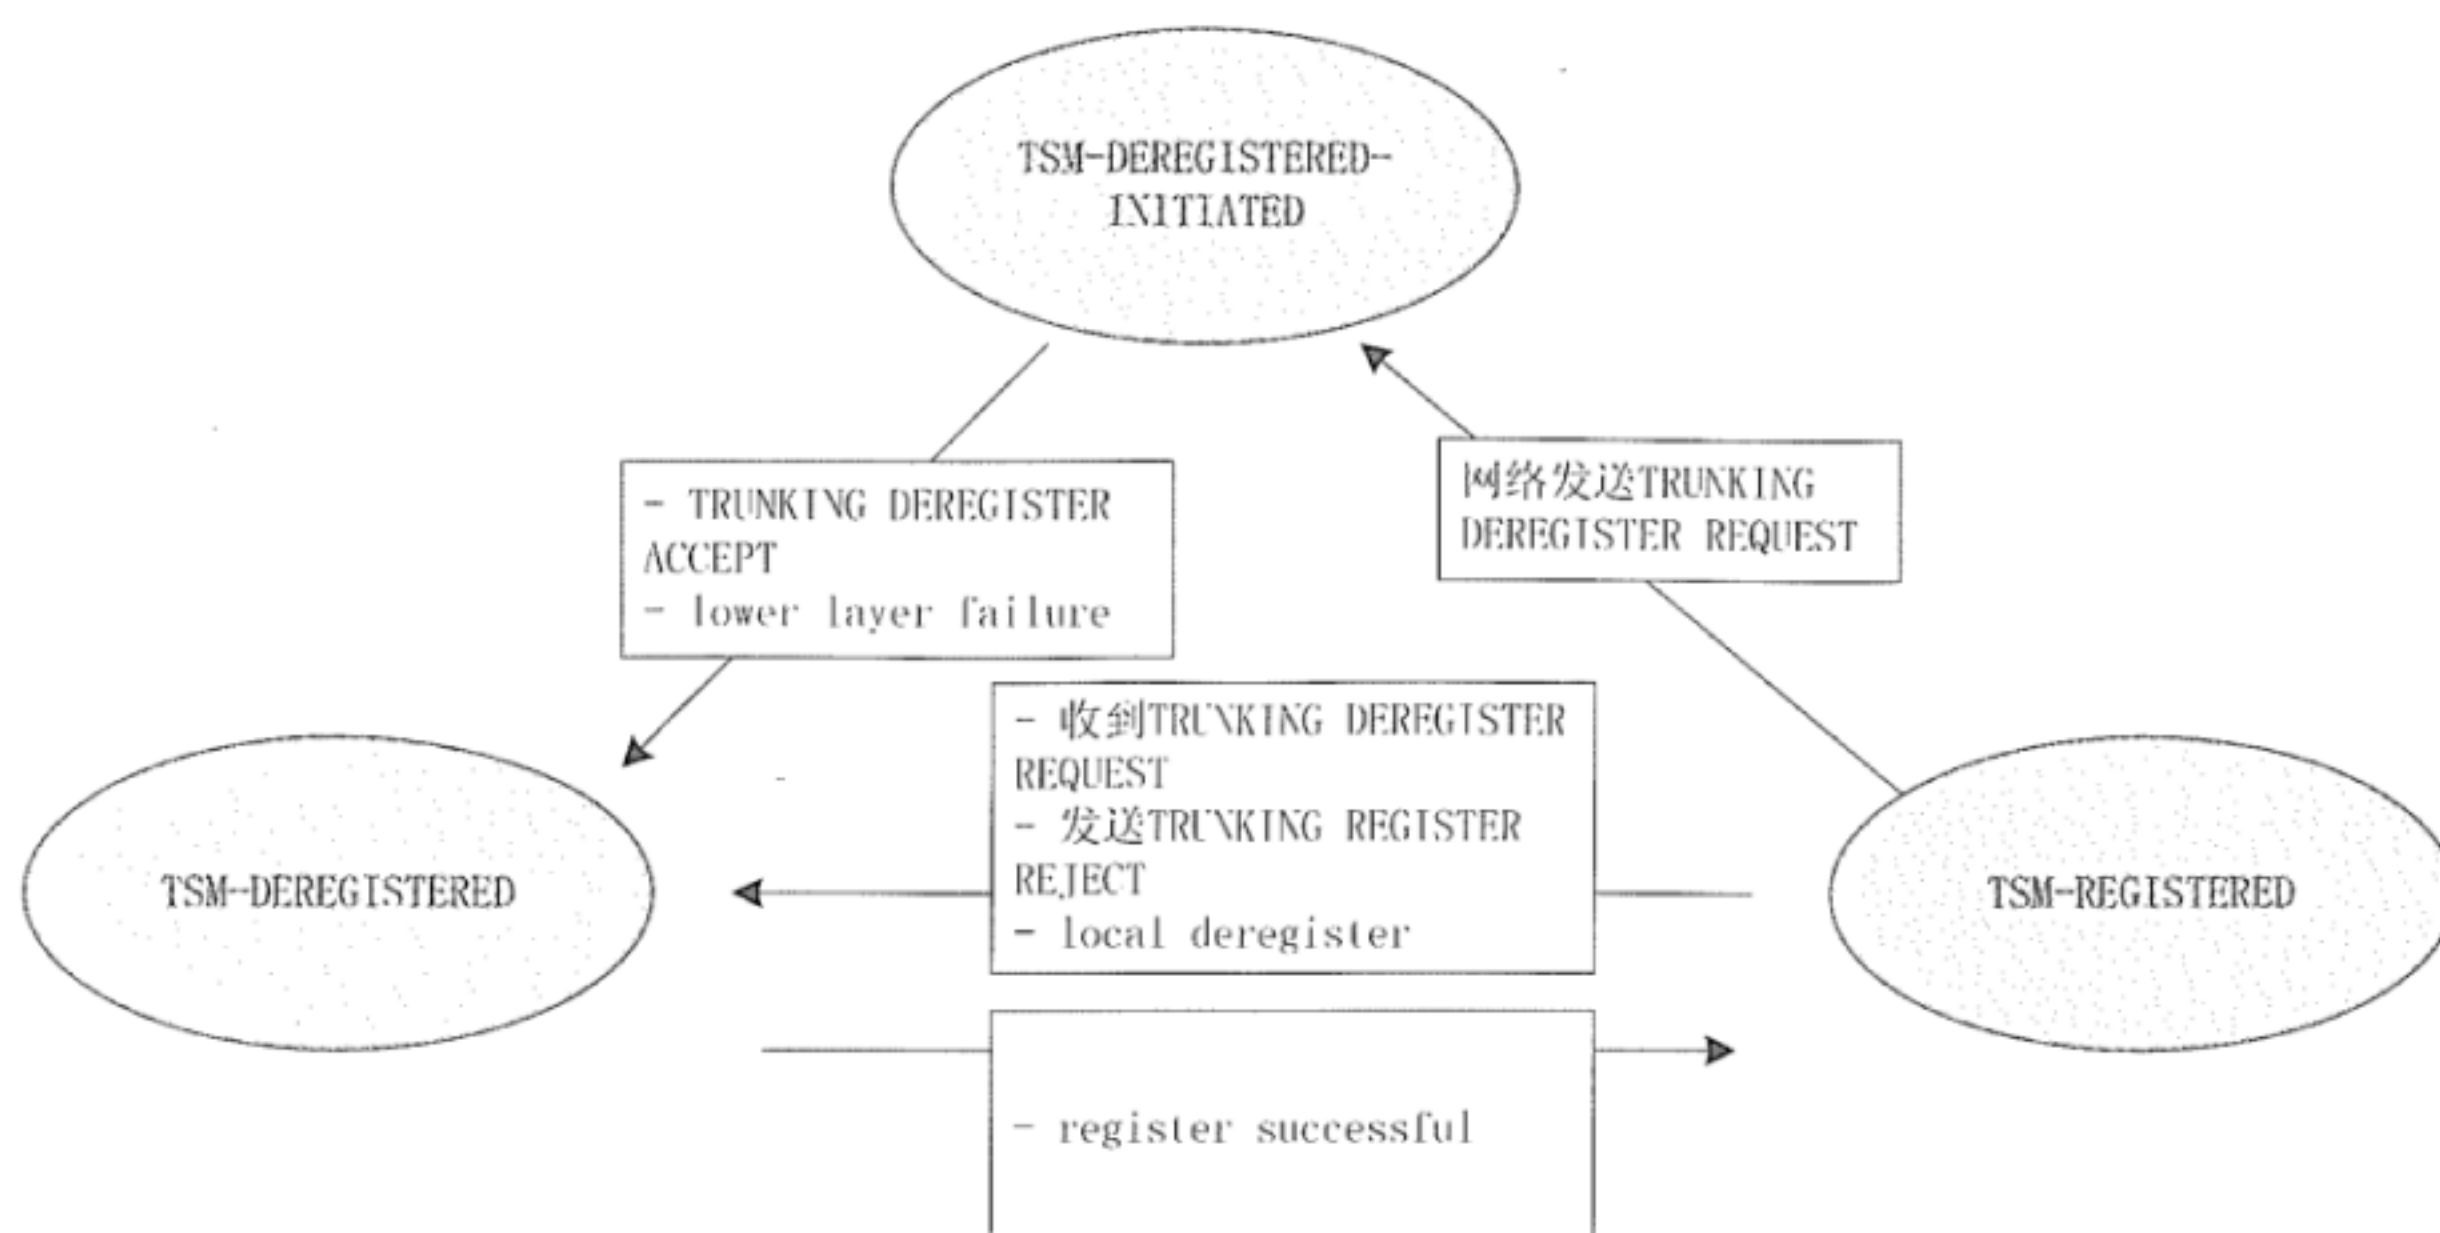 TSM-DEREGISTERED-
INITIATED
- TRUNKING DEREGISTER
ACCEPT
- lower layer failure
网络发送TRUNKING
DEREGISTER REQUEST
- 收到TRUNKING DEREGISTER
REQUEST
- 发送TRUNKING REGISTER
REJECT
- local deregister
TSM-DEREGISTERED
TSM-REGISTERED
- register successful